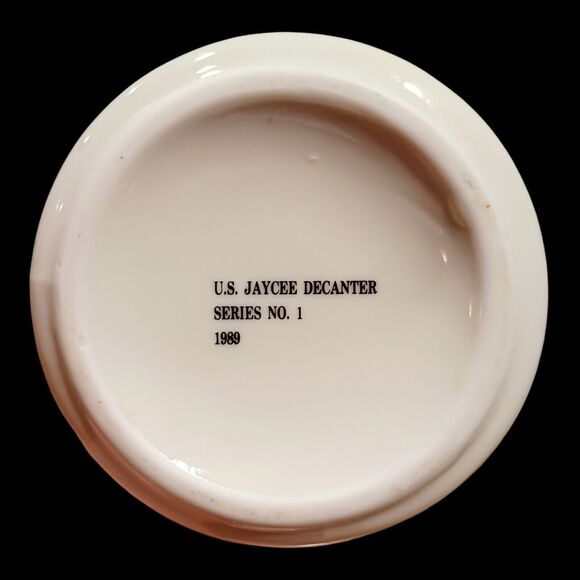 U.S. JAYCEE DECANTER
SERIES NO. 1
1989